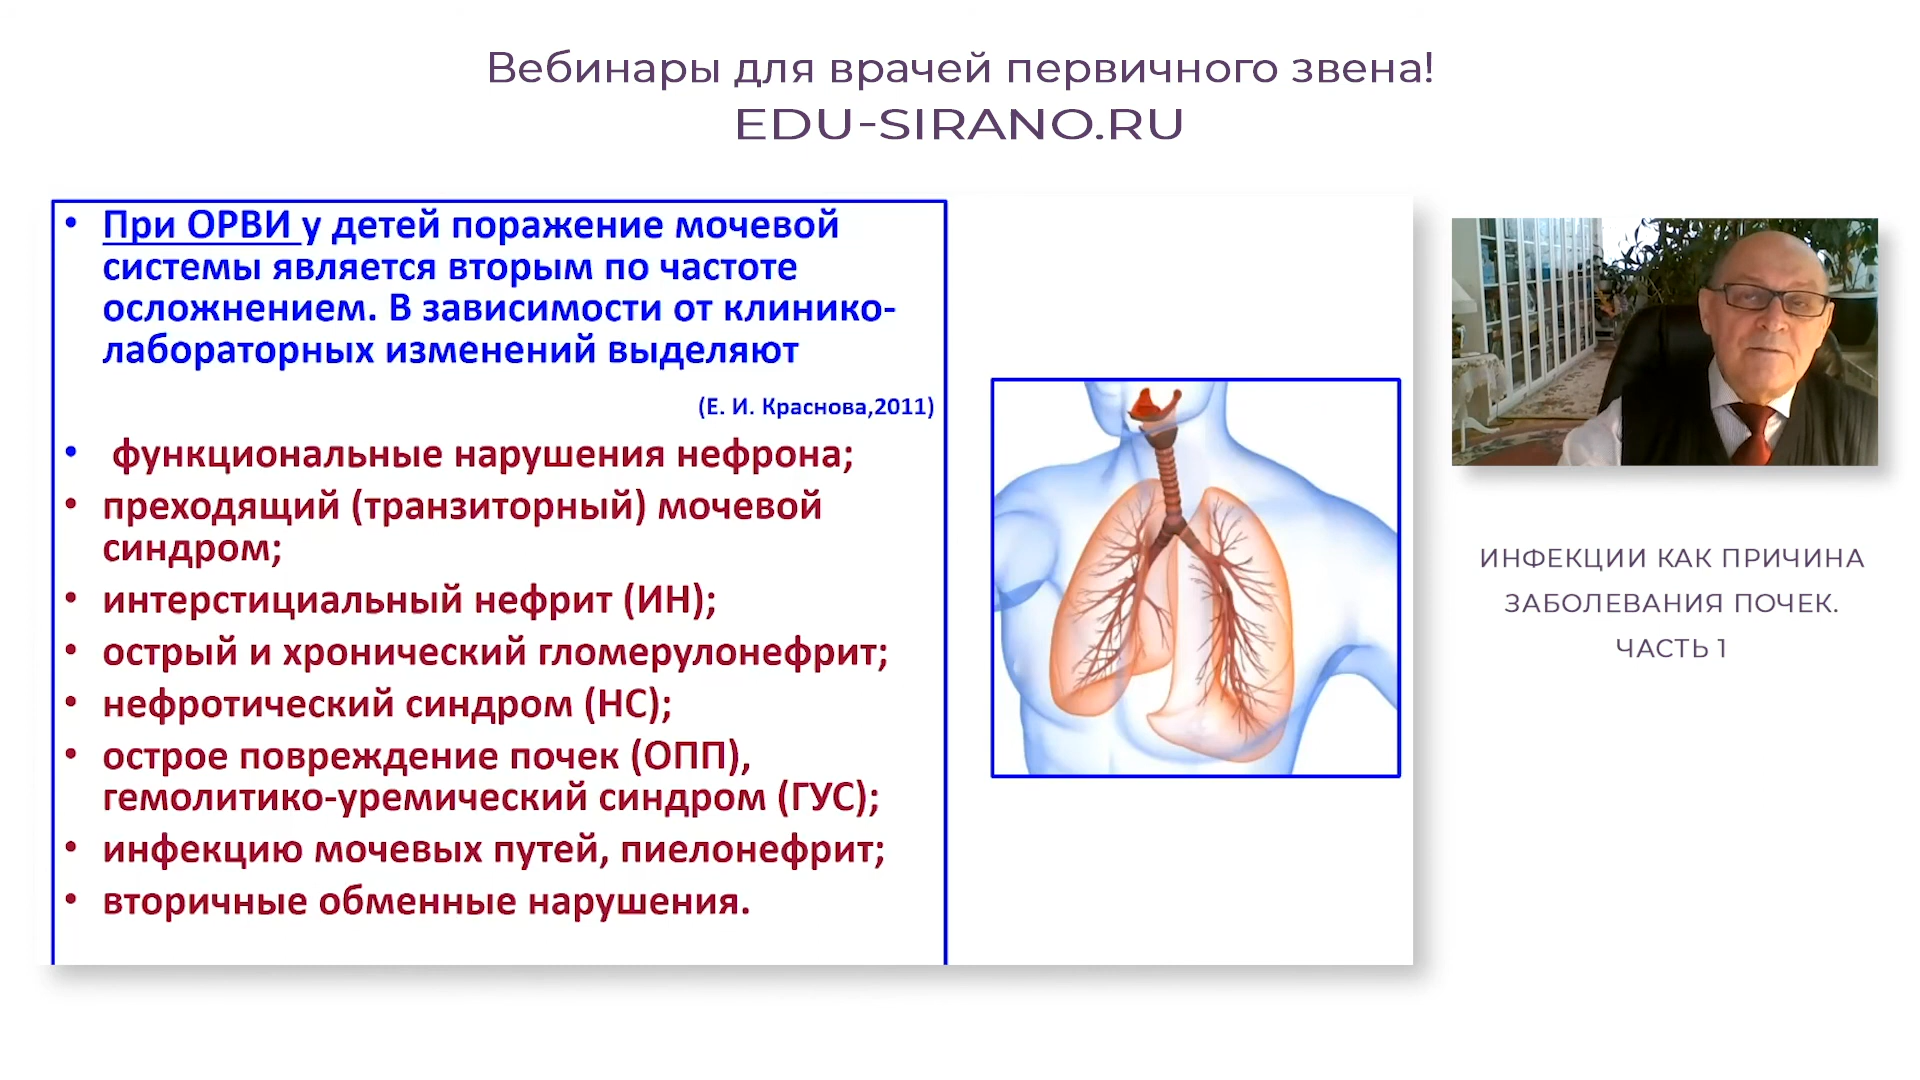 Вебинары для врачей первичного звена!
EDU-SIRANO.RU
• При ОРВИ у детей поражение мочевой
системы является вторым по частоте
осложнением. В зависимости от клинико-
лабораторных изменений выделяют
(Е. И. Краснова,2011)
• функциональные нарушения нефрона;
• преходящий (транзиторный) мочевой
синдром;
• интерстициальный нефрит (ИН);
• острый и хронический гломерулонефрит;
• нефротический синдром (НС);
• острое повреждение почек (ОПП),
гемолитико-уремический синдром (ГУС);
• инфекцию мочевых путей, пиелонефрит;
• вторичные обменные нарушения.
ИНФЕКЦИИ КАК ПРИЧИНА
ЗАБОЛЕВАНИЯ ПОЧЕК.
ЧАСТЬ 1